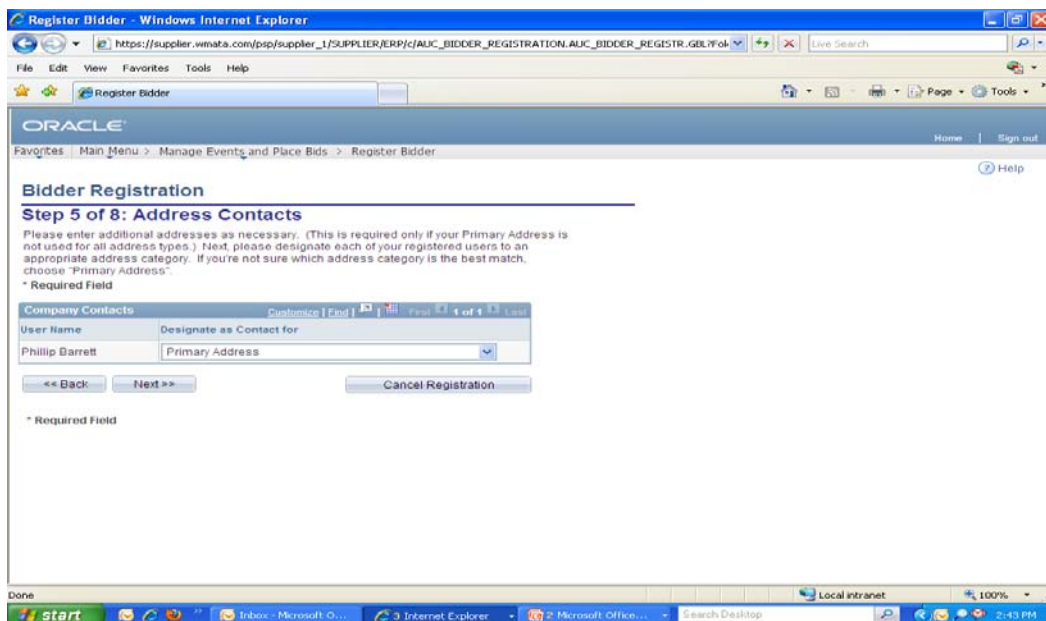 Register Bidder - Windows Internet Explorer
https://supplier.wmata.com/psp/supplier_1/SUPPLIER/ERP/c/AUC_BIDDER_REGISTRATION.AUC_BIDDER_REGISTR.GBL?Fol
Live Search
File Edit View Favorites Tools Help
Register Bidder
Page Tools
ORACLE
Home | Sign out
Favorites Main Menu > Manage Events and Place Bids > Register Bidder
Help
Bidder Registration
Step 5 of 8: Address Contacts
Please enter additional addresses as necessary. (This is required only if your Primary Address is
not used for all address types.) Next, please designate each of your registered users to an
appropriate address category. If you're not sure which address category is the best match,
choose "Primary Address".
* Required Field
Company Contacts Customize | Find | First 1 of 1 Last
User Name Designate as Contact for
Phillip Barrett Primary Address
<< Back Next >> Cancel Registration
* Required Field
Done Local intranet 100%
start Inbox - Microsoft O... 3 Internet Explorer 2 Microsoft Office... Search Desktop 2:43 PM